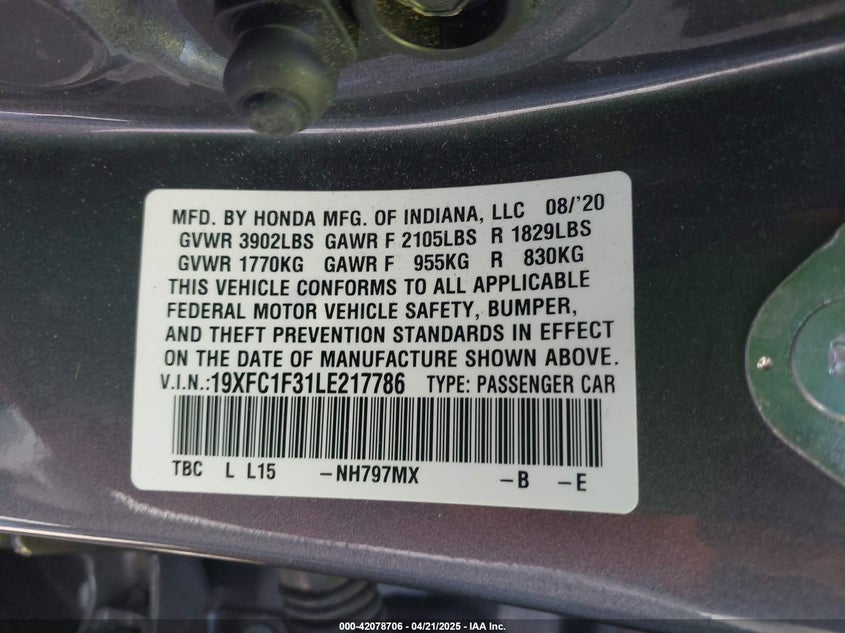 MFD. BY HONDA MFG. OF INDIANA, LLC 08/'20
GVWR 3902LBS GAWR F 2105LBS R 1829LBS
GVWR 1770KG GAWR F 955KG R 830KG
THIS VEHICLE CONFORMS TO ALL APPLICABLE
FEDERAL MOTOR VEHICLE SAFETY, BUMPER,
AND THEFT PREVENTION STANDARDS IN EFFECT
ON THE DATE OF MANUFACTURE SHOWN ABOVE.
V.I.N.:19XFC1F31LE217786 TYPE: PASSENGER CAR
TBC L L15 –NH797MX –B –E
000-42078706 - 04/21/2025 - IAA Inc.